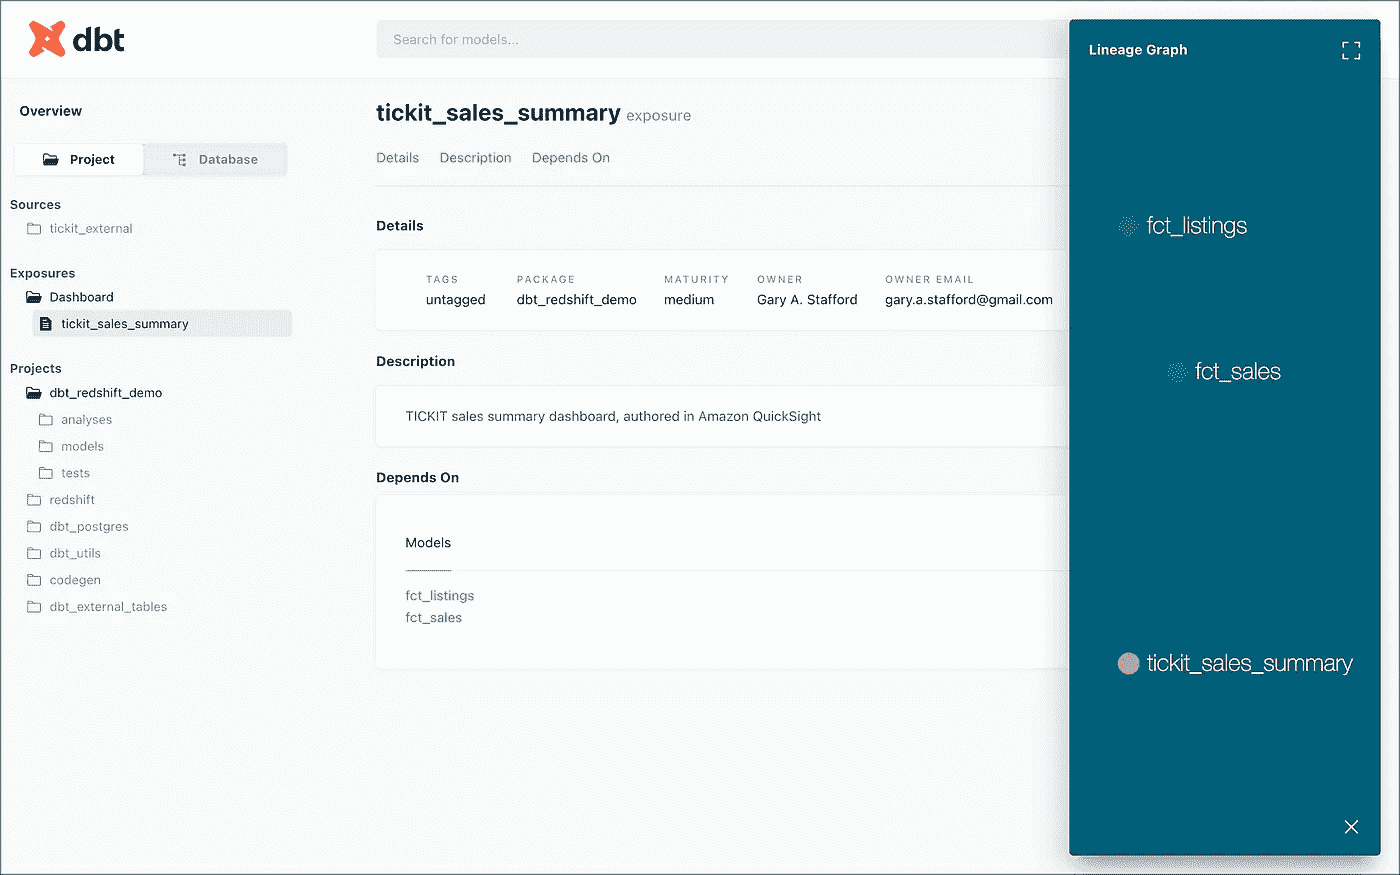 dbt
Search for models...
Overview
Project
Database
Sources
tickit_external
Exposures
Dashboard
tickit_sales_summary
Projects
dbt_redshift_demo
analyses
models
tests
redshift
dbt_postgres
dbt_utils
codegen
dbt_external_tables
tickit_sales_summary exposure
Details Description Depends On
Details
TAGS PACKAGE MATURITY OWNER OWNER EMAIL
untagged dbt_redshift_demo medium Gary A. Stafford gary.a.stafford@gmail.com
Description
TICKIT sales summary dashboard, authored in Amazon QuickSight
Depends On
Models
fct_listings
fct_sales
Lineage Graph
fct_listings
fct_sales
tickit_sales_summary